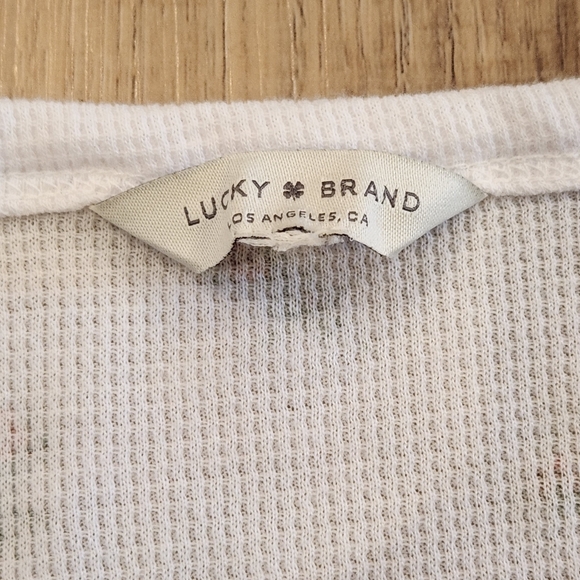 LUCKY BRAND
LOS ANGELES, CA